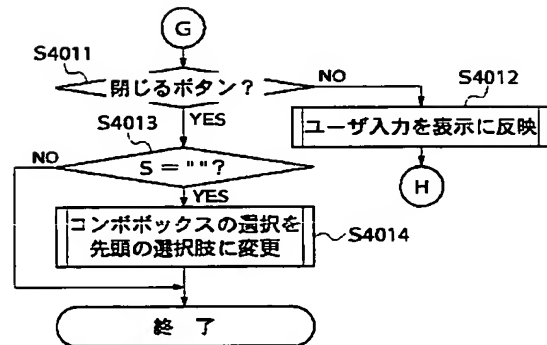 G
S4011
閉じるボタン?
NO
S4012
YES
ユーザ入力を表示に反映
S4013
H
NO
S = " " ?
YES
コンボボックスの選択を
先頭の選択肢に変更
S4014
終 了